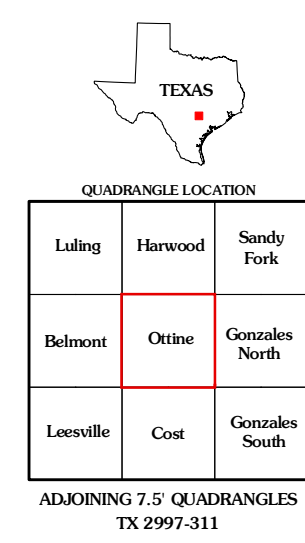 TEXAS
QUADRANGLE LOCATION
Luling
Harwood
Sandy
Fork
Belmont
Ottine
Gonzales
North
Leesville
Cost
Gonzales
South
ADJOINING 7.5' QUADRANGLES
TX 2997-311